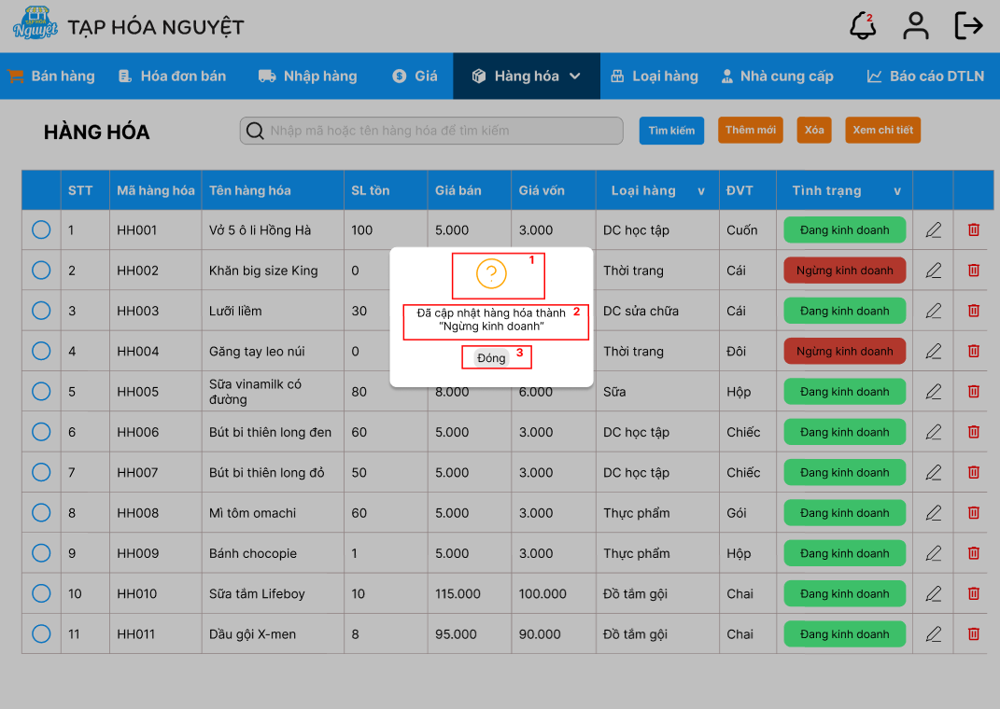 TẠP HÓA
Nguyệt
TẠP HÓA NGUYỆT
2
Bán hàng
Hóa đơn bán
Nhập hàng
$
Giá
Hàng hóa
Loại hàng
Nhà cung cấp
Báo cáo DTLN
HÀNG HÓA
Nhập mã hoặc tên hàng hóa để tìm kiếm
Tìm kiếm
Thêm mới
Xóa
Xem chi tiết
STT Mã hàng hóa Tên hàng hóa SL tồn Giá bán Giá vốn Loại hàng v ĐVT Tình trạng v
1 HH001 Vở 5 ô li Hồng Hà 100 5.000 3.000 DC học tập Cuốn Đang kinh doanh
2 HH002 Khăn big size King 0 Thời trang Cái Ngừng kinh doanh
3 HH003 Lưỡi liềm 30 DC sửa chữa Cái Đang kinh doanh
4 HH004 Găng tay leo núi 0 Thời trang Đôi Ngừng kinh doanh
5 HH005 Sữa vinamilk có
đường 80 8.000 6.000 Sữa Hộp Đang kinh doanh
6 HH006 Bút bi thiên long đen 60 5.000 3.000 DC học tập Chiếc Đang kinh doanh
7 HH007 Bút bi thiên long đỏ 50 5.000 3.000 DC học tập Chiếc Đang kinh doanh
8 HH008 Mì tôm omachi 60 5.000 3.000 Thực phẩm Gói Đang kinh doanh
9 HH009 Bánh chocopie 1 5.000 3.000 Thực phẩm Hộp Đang kinh doanh
10 HH010 Sữa tắm Lifeboy 10 115.000 100.000 Đồ tắm gội Chai Đang kinh doanh
11 HH011 Dầu gội X-men 8 95.000 90.000 Đồ tắm gội Chai Đang kinh doanh
? 1
Đã cập nhật hàng hóa thành 2
“Ngừng kinh doanh”
Đóng 3